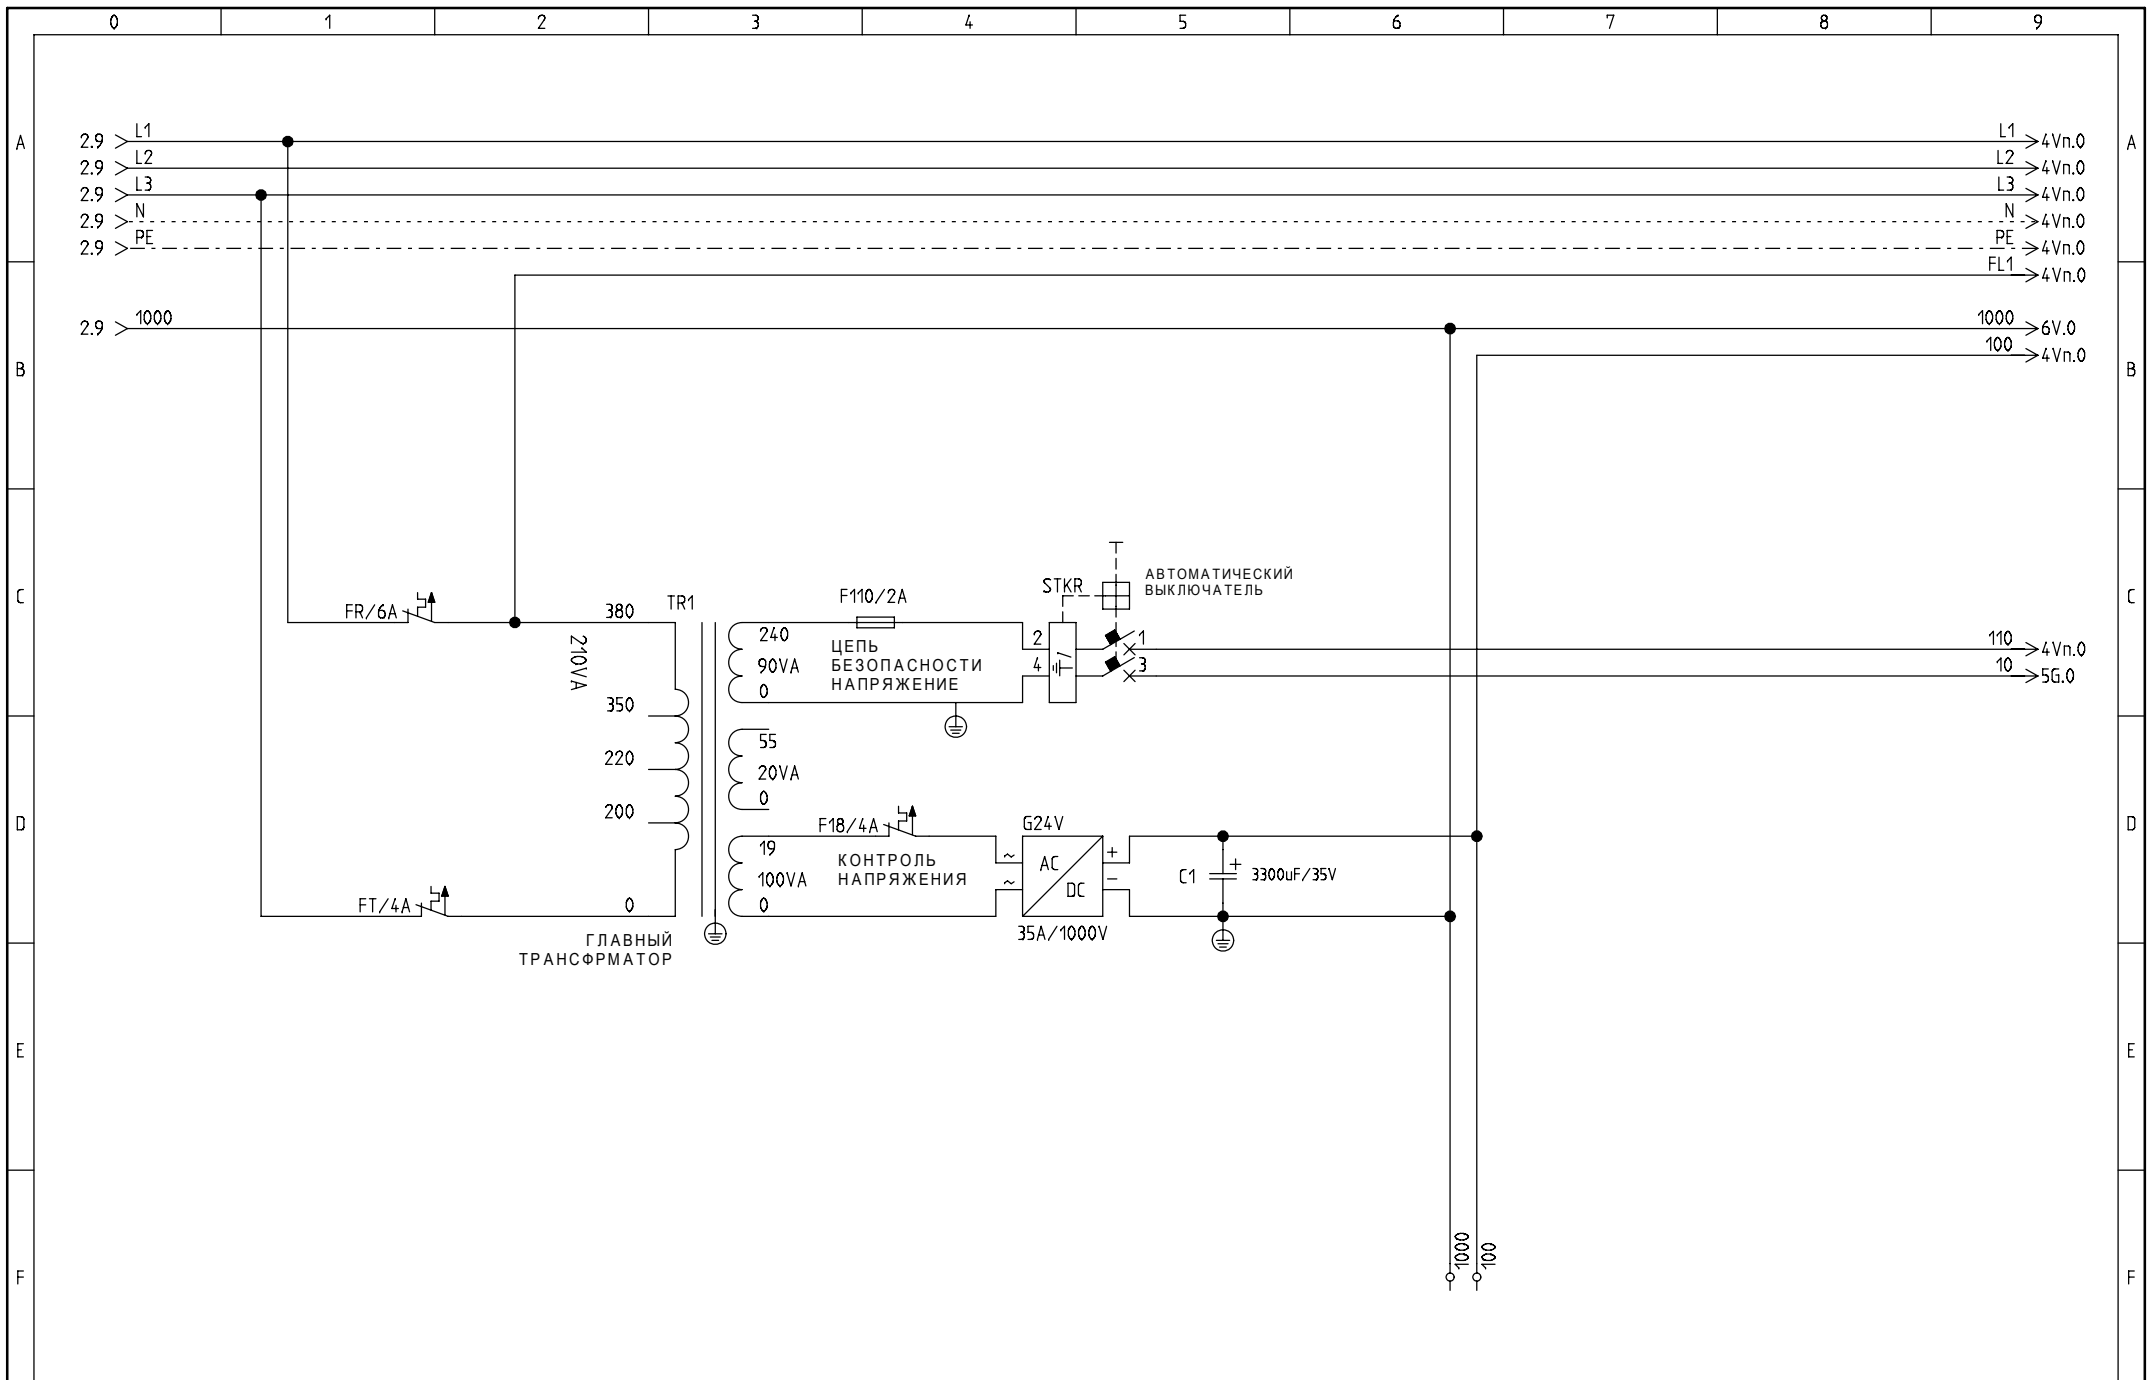 0 1 2 3 4 5 6 7 8 9
A 2.9 L1 L1 4Vn.0 A
2.9 L2 L2 4Vn.0
2.9 L3 L3 4Vn.0
2.9 N N 4Vn.0
2.9 PE PE 4Vn.0
FL1 4Vn.0
2.9 1000 1000 6V.0
100 4Vn.0
B B
АВТОМАТИЧЕСКИЙ
ВЫКЛЮЧАТЕЛЬ
C FR/6A 380 TR1 F110/2A STKR C
210VA
240 ЦЕПЬ 2 1 110 4Vn.0
90VA БЕЗОПАСНОСТИ 4 3 10 5G.0
0 НАПРЯЖЕНИЕ
350
55
220 20VA
0
200
D F18/4A G24V D
19 КОНТРОЛЬ ~ AC +
100VA НАПРЯЖЕНИЯ ~ DC - C1 + 3300uF/35V
FT/4A 0 0
35A/1000V
ГЛАВНЫЙ
ТРАНСФРМАТОР
E E
1000
100
F F